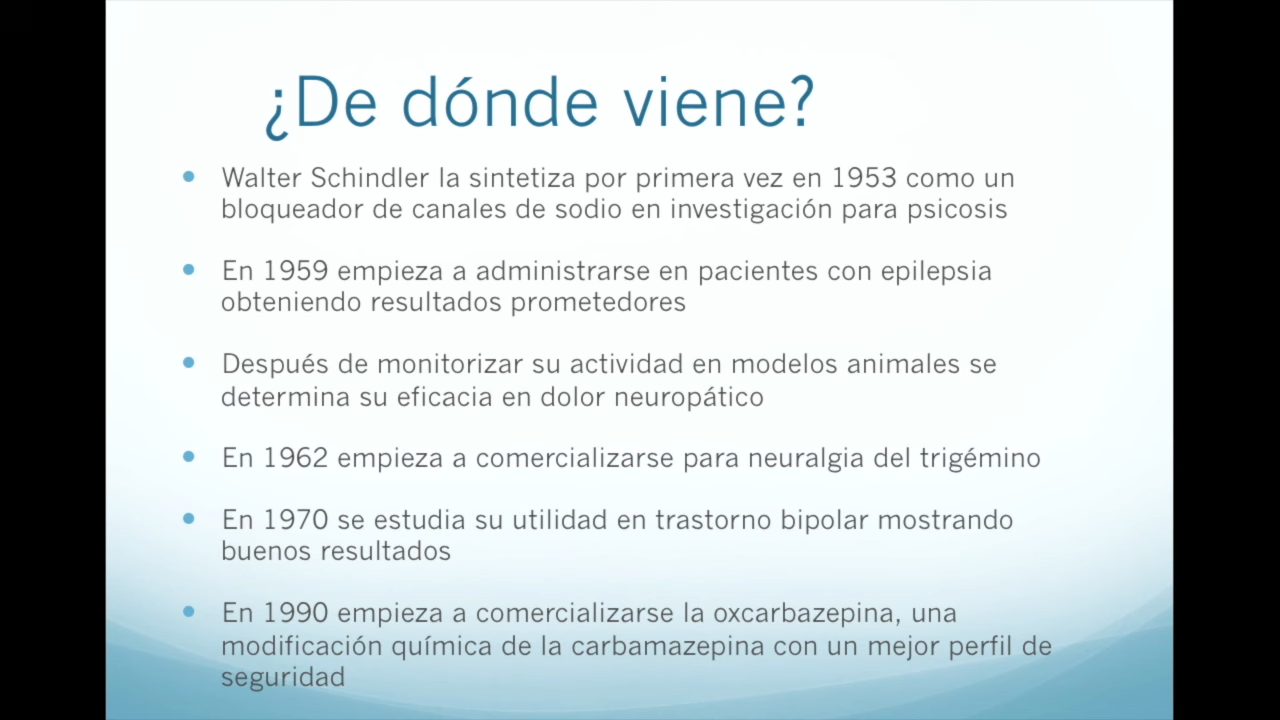 ¿De dónde viene?
• Walter Schindler la sintetiza por primera vez en 1953 como un
bloqueador de canales de sodio en investigación para psicosis
• En 1959 empieza a administrarse en pacientes con epilepsia
obteniendo resultados prometedores
• Después de monitorizar su actividad en modelos animales se
determina su eficacia en dolor neuropático
• En 1962 empieza a comercializarse para neuralgia del trigémino
• En 1970 se estudia su utilidad en trastorno bipolar mostrando
buenos resultados
• En 1990 empieza a comercializarse la oxcarbazepina, una
modificación química de la carbamazepina con un mejor perfil de
seguridad